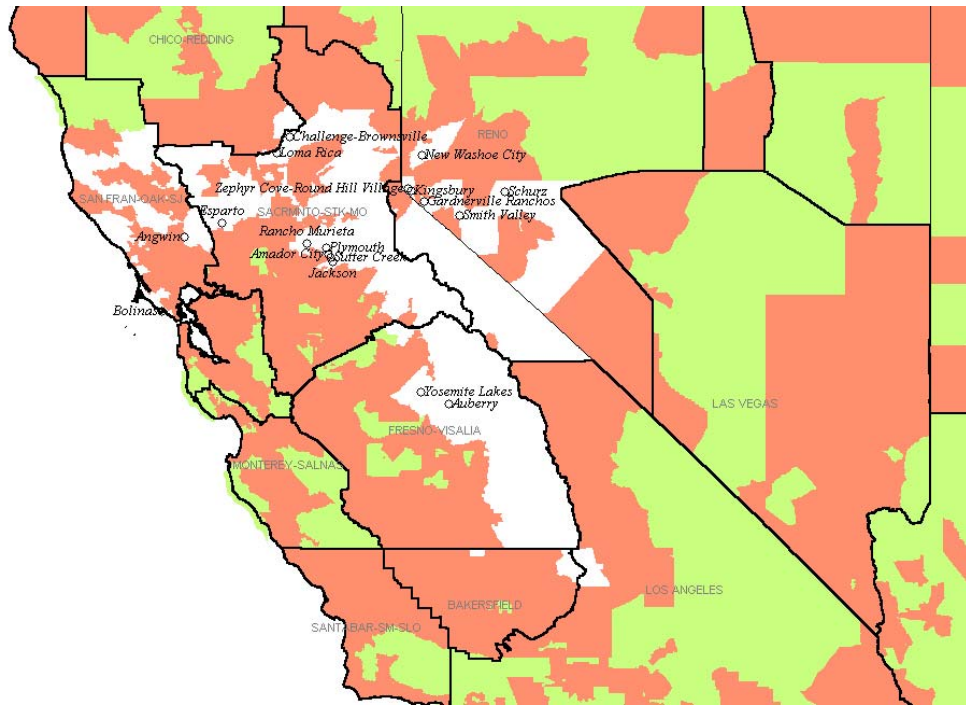 CHICO-REDDING
Challenge-Brownsville
RENO
Loma Rica
New Washoe City
Zephyr Cove-Round Hill Village
Kingsbury
Schurz
SAN FRAN-OAK-SJ
Gardnerville Ranchos
Esparto
SACRMNTO-STK-MO
Smith Valley
Angwin
Rancho Murieta
Plymouth
Amador City
Sutter Creek
Jackson
Bolinas
Yosemite Lakes
Auberry
LAS VEGAS
FRESNO-VISALIA
MONTEREY-SALNAS
LOS ANGELES
BAKERSFIELD
SANTABAR-SM-SLO